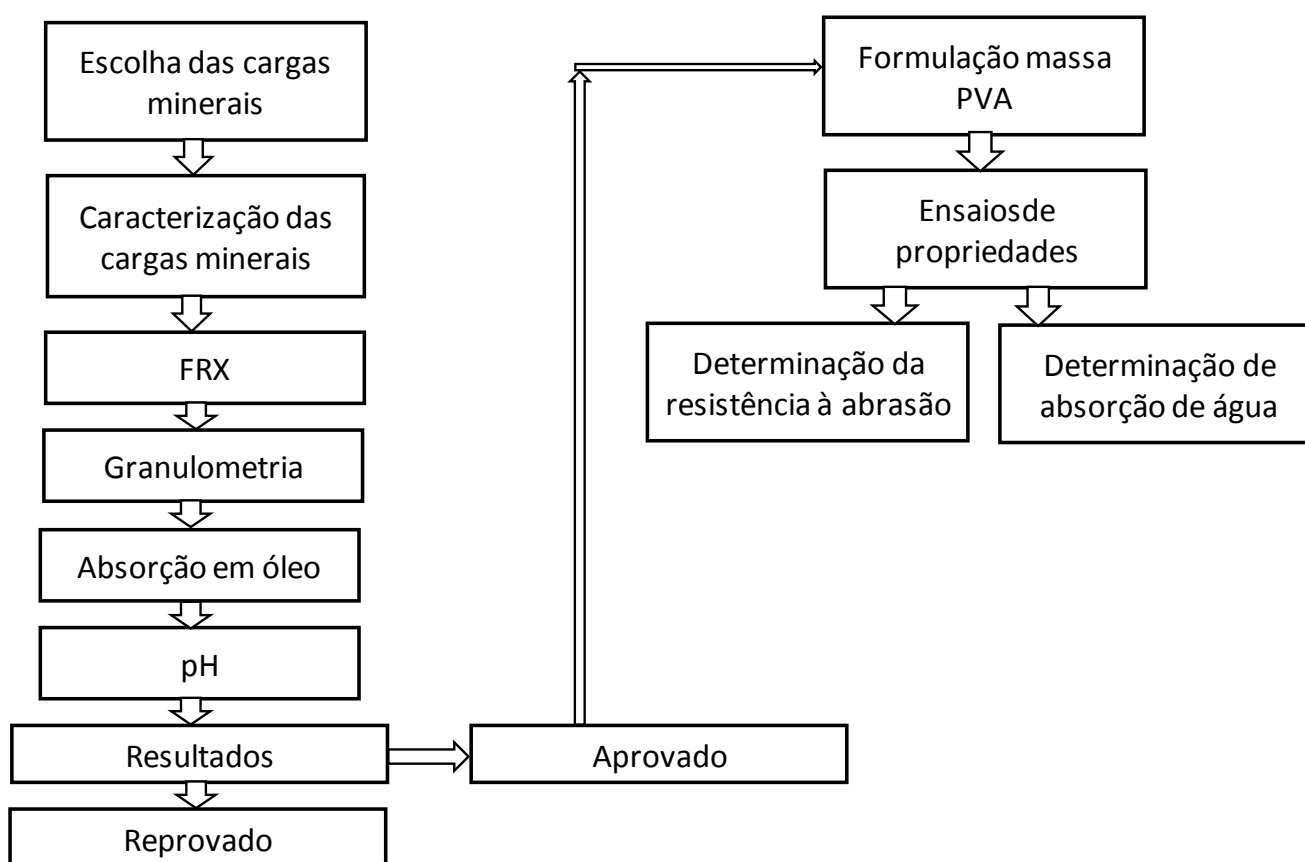 Escolha das cargas
minerais
Caracterização das
cargas minerais
FRX
Granulometria
Absorção em óleo
pH
Resultados
Reprovado
Aprovado
Formulação massa
PVA
Ensaiosde
propriedades
Determinação da
resistência à abrasão
Determinação de
absorção de água